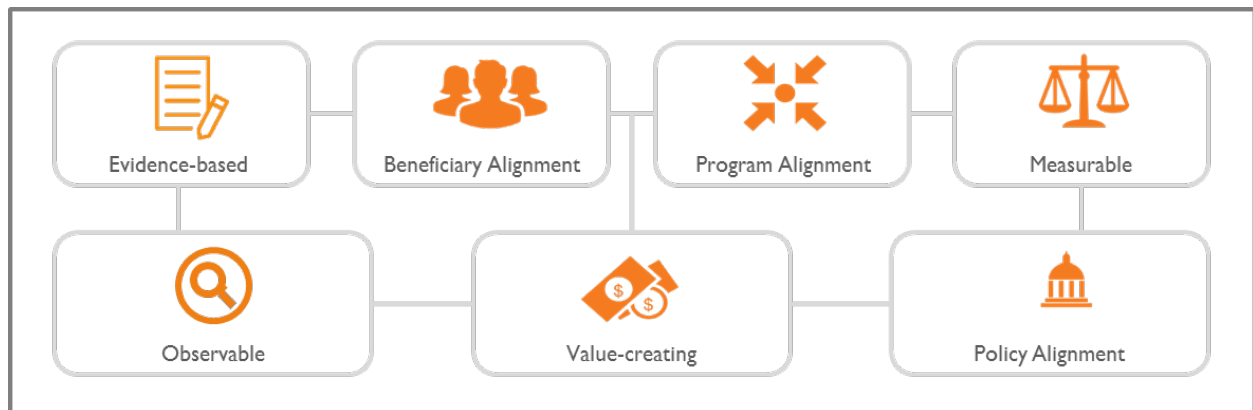 Evidence-based
Beneficiary Alignment
Program Alignment
Measurable
$
$
Observable
Value-creating
Policy Alignment